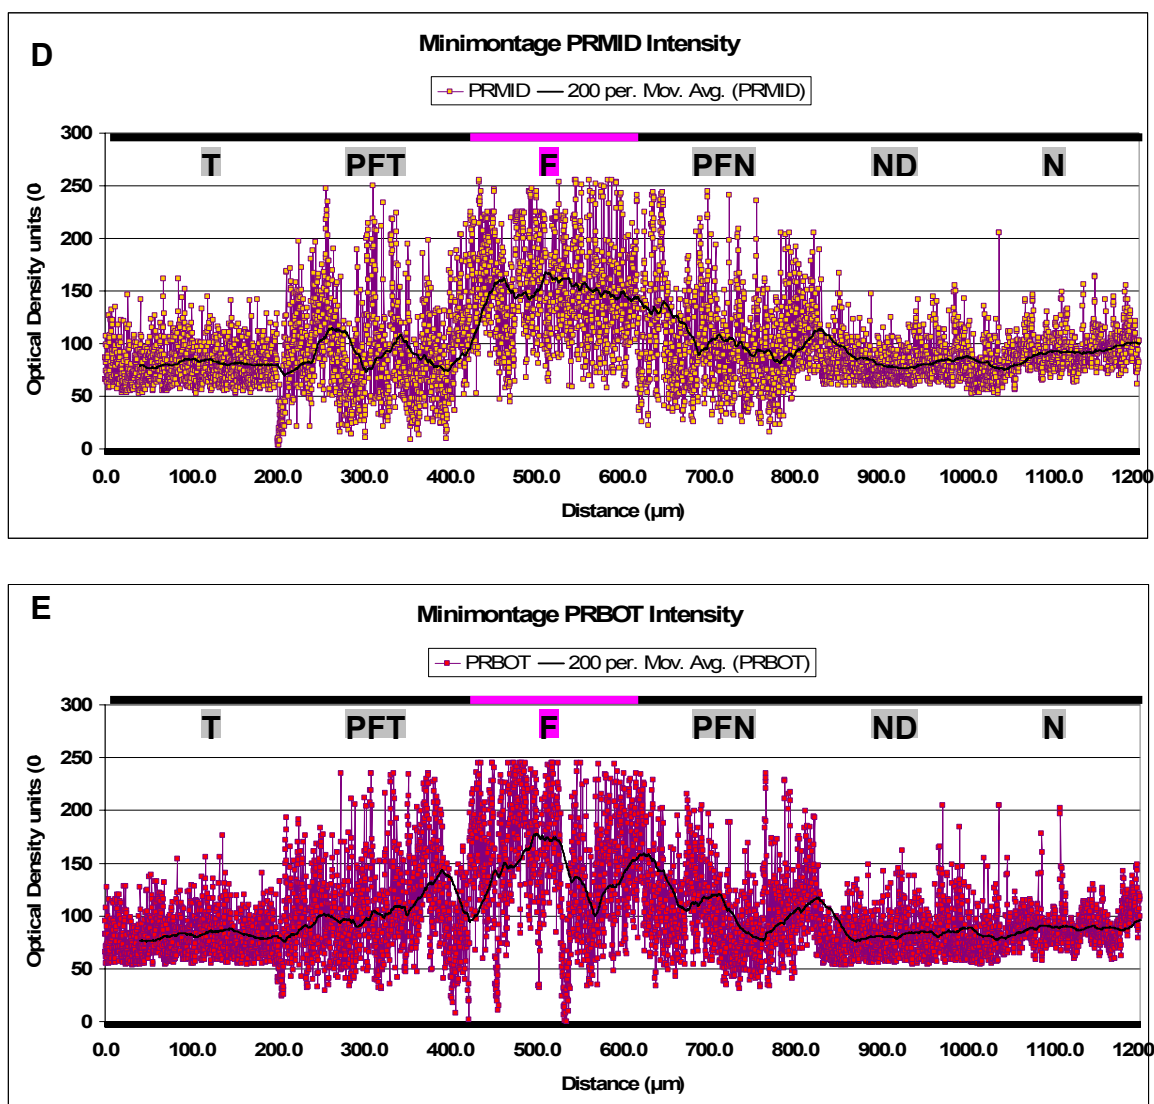 D
Minimontage PRMID Intensity
PRMID 200 per. Mov. Avg. (PRMID)
300
T PFT F PFN ND N
250
200
150
100
50
0
Optical Density units (0
0.0 100.0 200.0 300.0 400.0 500.0 600.0 700.0 800.0 900.0 1000.0 1100.0 1200
Distance (µm)
E
Minimontage PRBOT Intensity
PRBOT 200 per. Mov. Avg. (PRBOT)
300
T PFT F PFN ND N
250
200
150
100
50
0
Optical Density units (0
0.0 100.0 200.0 300.0 400.0 500.0 600.0 700.0 800.0 900.0 1000.0 1100.0 1200
Distance (µm)